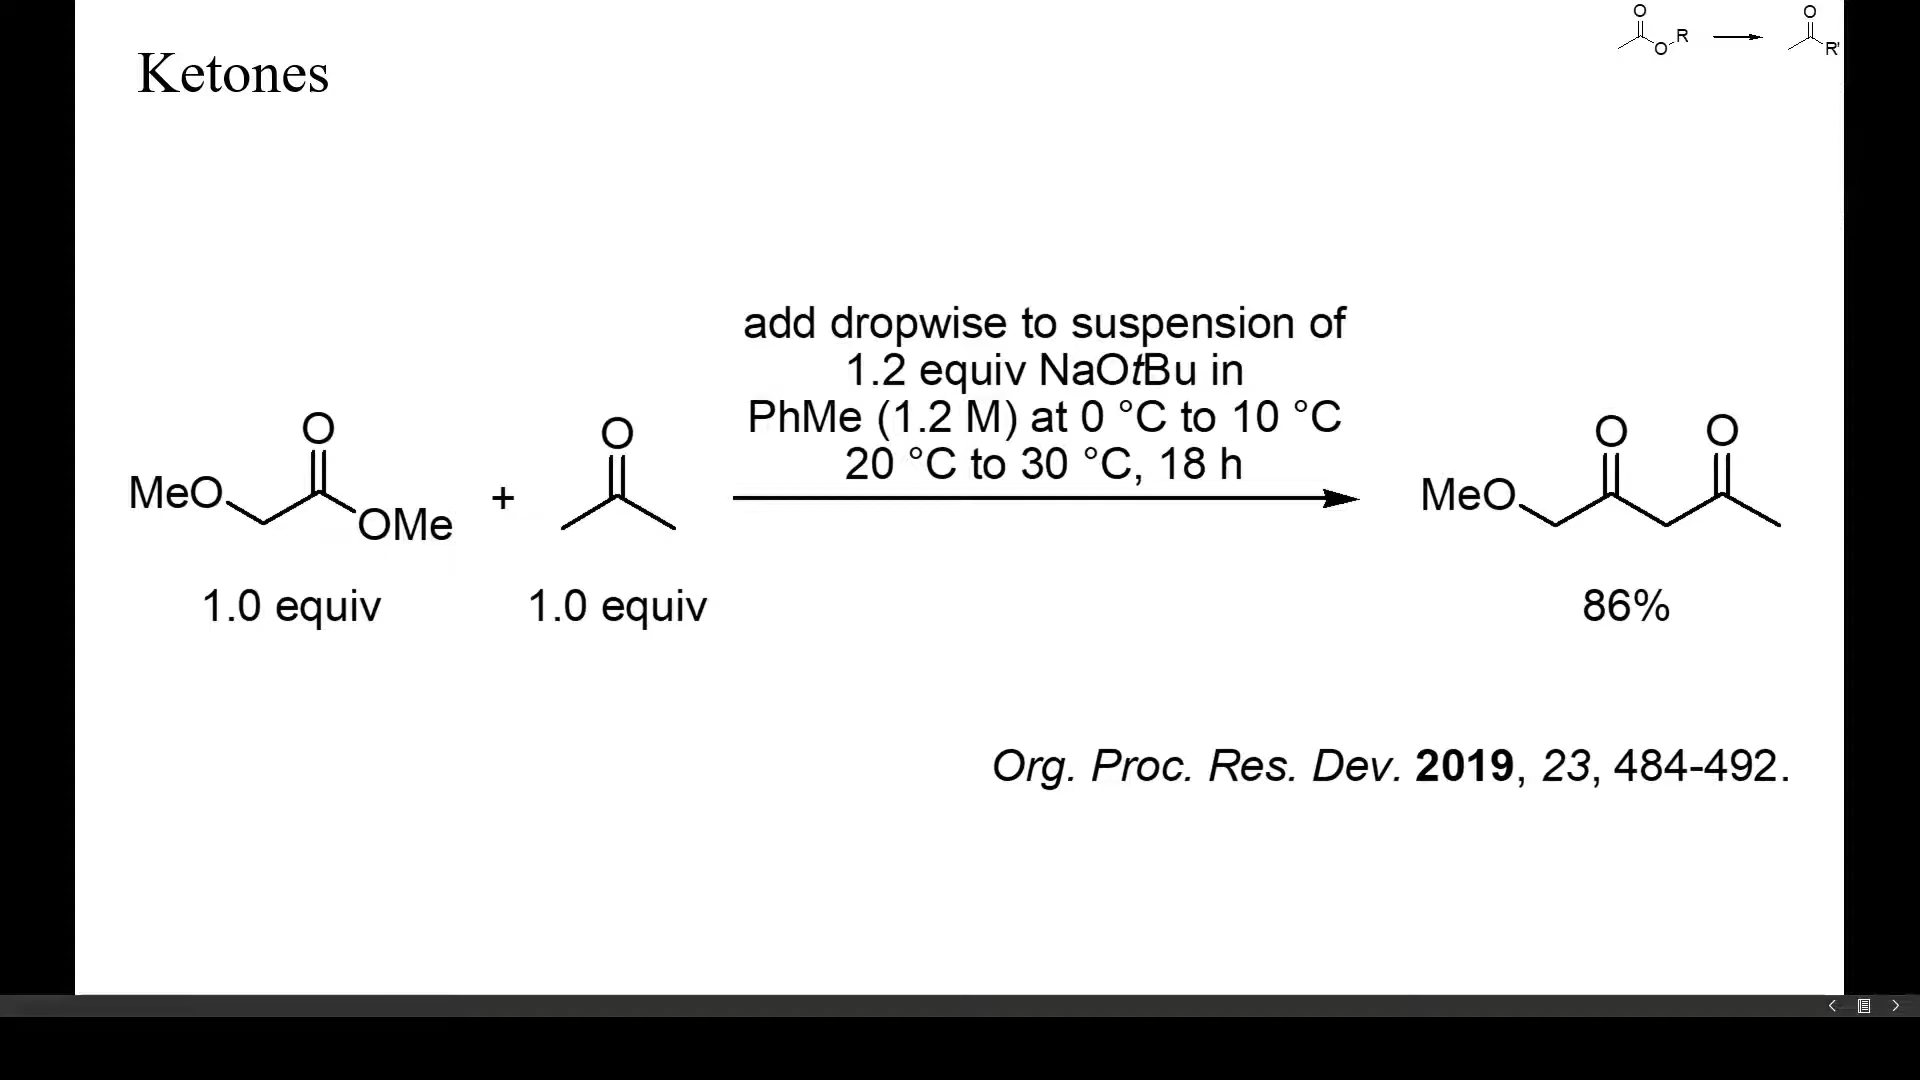 Ketones
O
O
R
O
R'
add dropwise to suspension of
1.2 equiv NaOtBu in
PhMe (1.2 M) at 0 °C to 10 °C
20 °C to 30 °C, 18 h
O
MeO
OMe
+
O
O
O
MeO
1.0 equiv
1.0 equiv
86%
Org. Proc. Res. Dev. 2019, 23, 484-492.